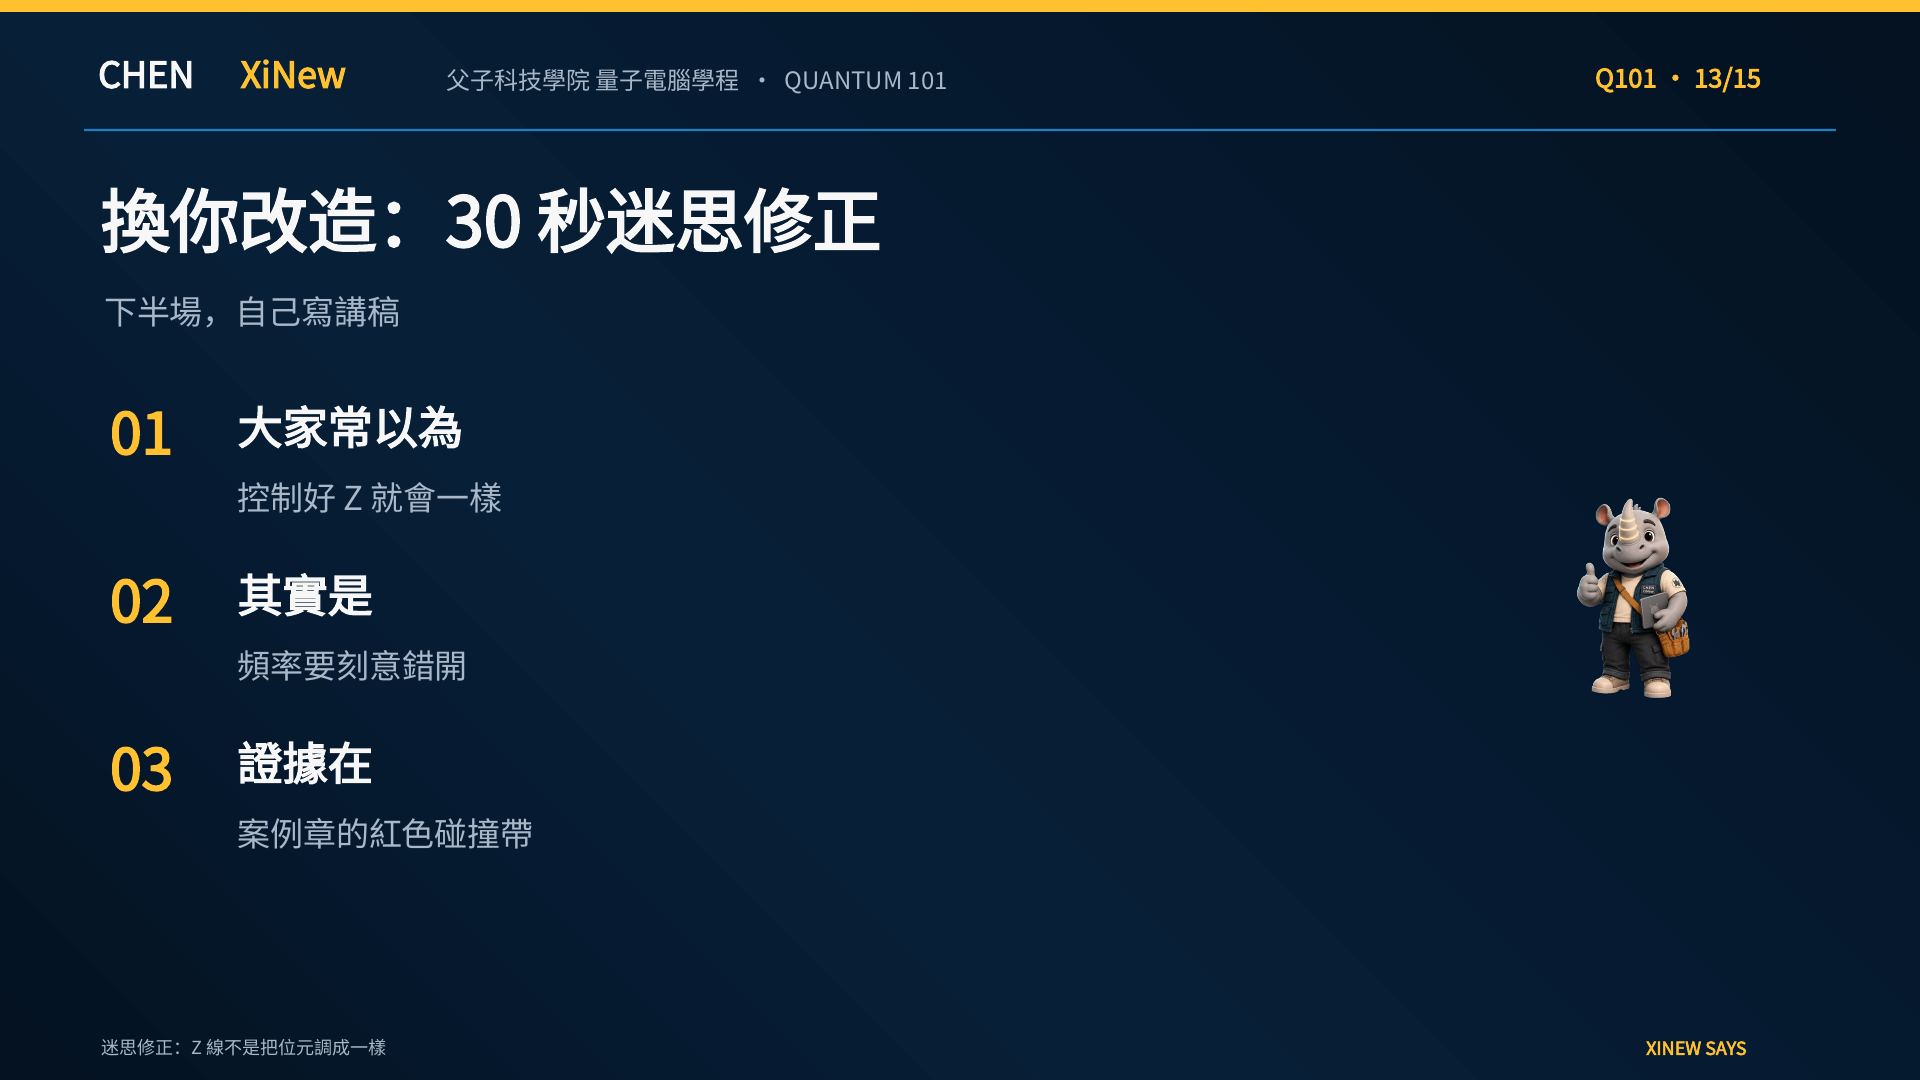 CHEN XiNew 父子科技學院 量子電腦學程 · QUANTUM 101 Q101 · 13/15
換你改造：30 秒迷思修正
下半場，自己寫講稿
01 大家常以為
控制好 Z 就會一樣
02 其實是
頻率要刻意錯開
03 證據在
案例章的紅色碰撞帶
迷思修正：Z 線不是把位元調成一樣
XINEW SAYS